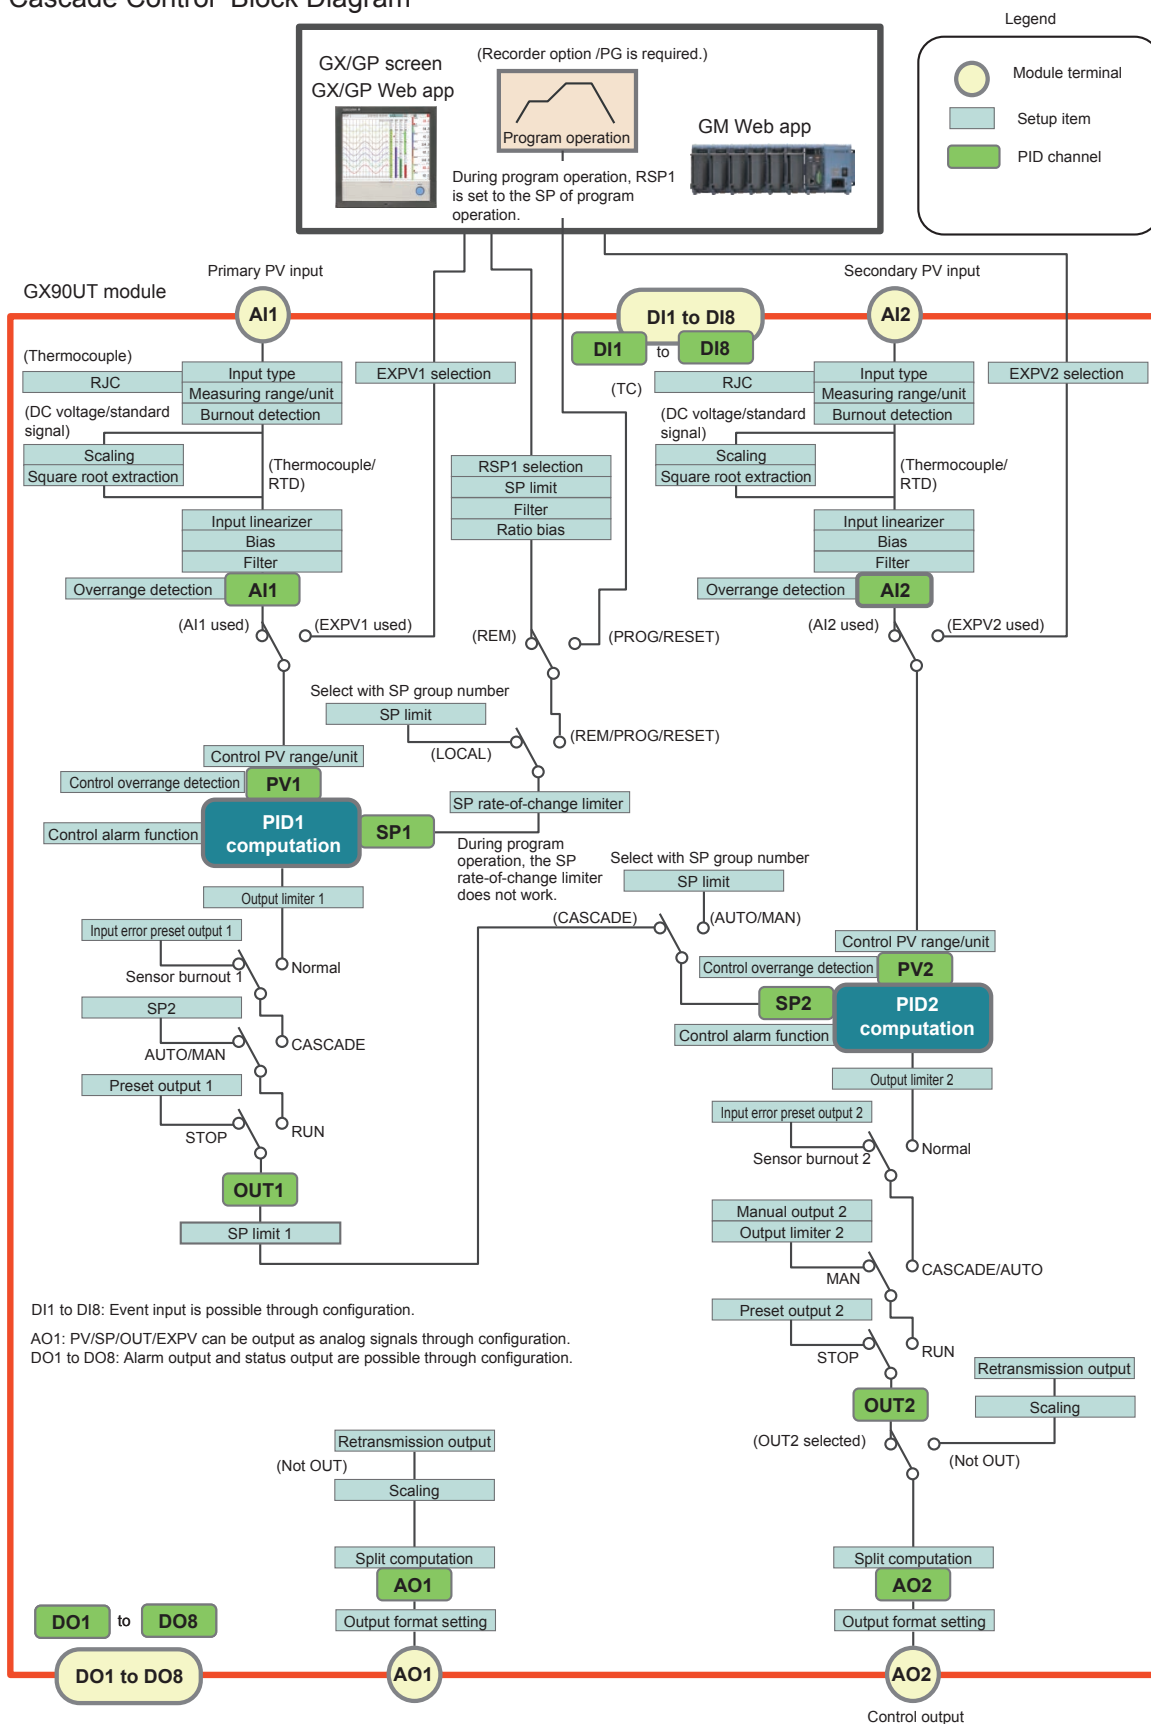 Cascade Control  Block Diagram
Legend
Module terminal
Setup item
PID channel
(Recorder option /PG is required.)
GX/GP screen
GX/GP Web app
Program operation
GM Web app
During program operation, RSP1
is set to the SP of program
operation.
Primary PV input
Secondary PV input
GX90UT module
AI1
DI1 to DI8
AI2
DI1
to
DI8
(Thermocouple)
RJC
Input type
Measuring range/unit
Burnout detection
EXPV1 selection
(TC)
RJC
Input type
Measuring range/unit
Burnout detection
EXPV2 selection
(DC voltage/standard
signal)
Scaling
Square root extraction
(Thermocouple/
RTD)
RSP1 selection
SP limit
Filter
Ratio bias
(DC voltage/standard
signal)
Scaling
Square root extraction
(Thermocouple/
RTD)
Input linearizer
Bias
Filter
Overrange detection
AI1
Input linearizer
Bias
Filter
Overrange detection
AI2
(AI1 used)
(EXPV1 used)
(REM)
(PROG/RESET)
(AI2 used)
(EXPV2 used)
Select with SP group number
SP limit
(LOCAL)
(REM/PROG/RESET)
Control PV range/unit
Control overrange detection
PV1
SP rate-of-change limiter
Control alarm function
PID1
computation
SP1
During program
operation, the SP
rate-of-change limiter
does not work.
Select with SP group number
SP limit
Output limiter 1
(CASCADE)
(AUTO/MAN)
Input error preset output 1
Sensor burnout 1
Normal
Control PV range/unit
Control overrange detection
PV2
SP2
PID2
computation
Control alarm function
SP2
AUTO/MAN
CASCADE
Output limiter 2
Preset output 1
STOP
RUN
Input error preset output 2
Sensor burnout 2
Normal
OUT1
SP limit 1
Manual output 2
Output limiter 2
MAN
CASCADE/AUTO
DI1 to DI8: Event input is possible through configuration.
AO1: PV/SP/OUT/EXPV can be output as analog signals through configuration.
DO1 to DO8: Alarm output and status output are possible through configuration.
Preset output 2
STOP
RUN
Retransmission output
Scaling
OUT2
(OUT2 selected)
(Not OUT)
Retransmission output
(Not OUT)
Scaling
Split computation
AO1
Output format setting
Split computation
AO2
Output format setting
DO1
to
DO8
DO1 to DO8
AO1
AO2
Control output